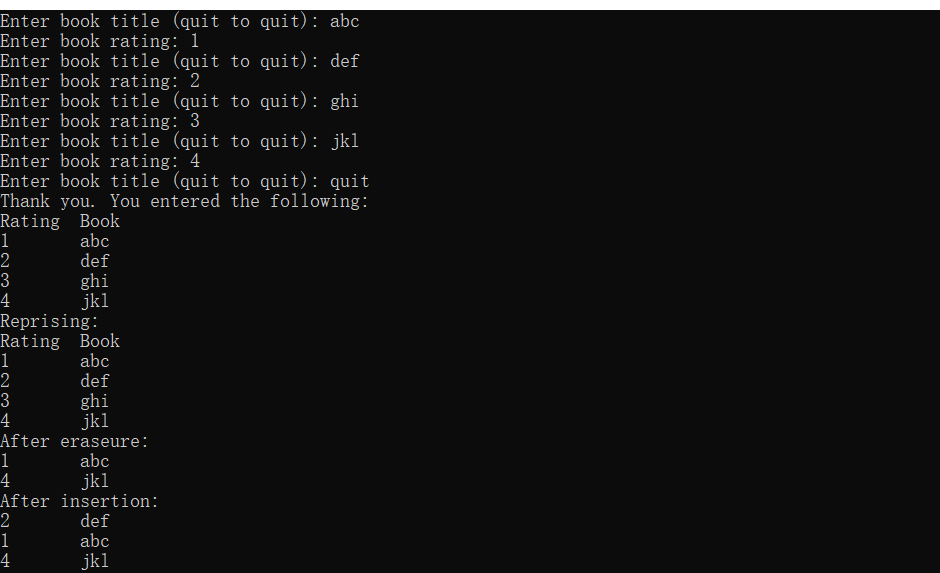 Enter book title (quit to quit): abc
Enter book rating: 1
Enter book title (quit to quit): def
Enter book rating: 2
Enter book title (quit to quit): ghi
Enter book rating: 3
Enter book title (quit to quit): jkl
Enter book rating: 4
Enter book title (quit to quit): quit
Thank you. You entered the following:
Rating  Book
1       abc
2       def
3       ghi
4       jkl
Reprising:
Rating  Book
1       abc
2       def
3       ghi
4       jkl
After eraseure:
1       abc
4       jkl
After insertion:
2       def
1       abc
4       jkl